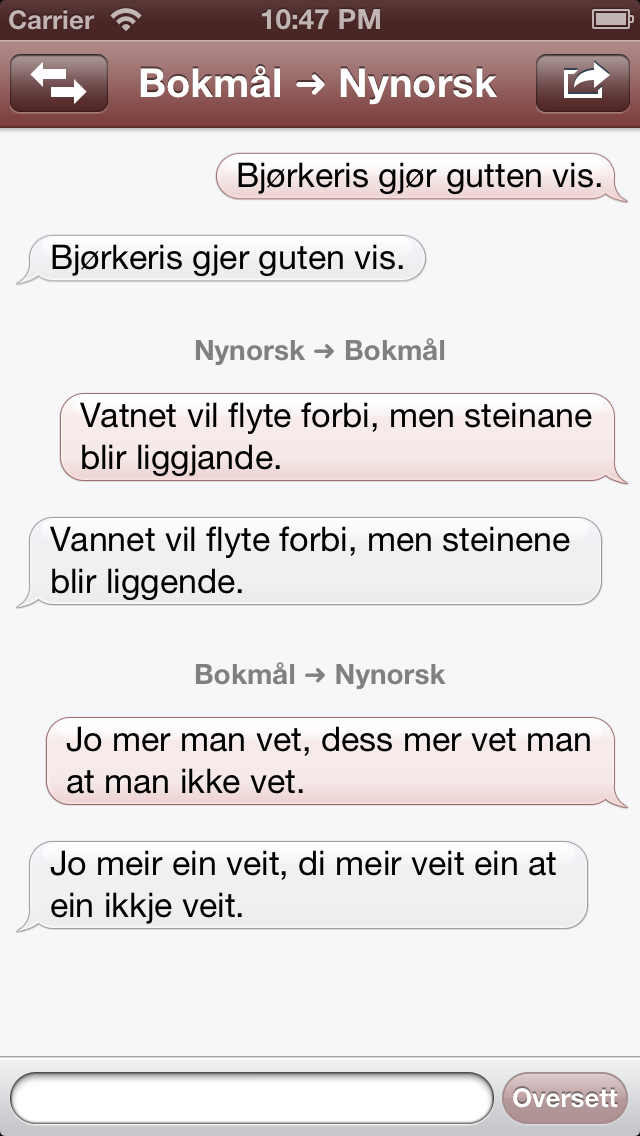 Carrier 10:47 PM
Bokmål → Nynorsk
Bjørkeris gjør gutten vis.
Bjørkeris gjer guten vis.
Nynorsk → Bokmål
Vatnet vil flyte forbi, men steinane
blir liggjande.
Vannet vil flyte forbi, men steinene
blir liggende.
Bokmål → Nynorsk
Jo mer man vet, dess mer vet man
at man ikke vet.
Jo meir ein veit, di meir veit ein at
ein ikkje veit.
Oversett